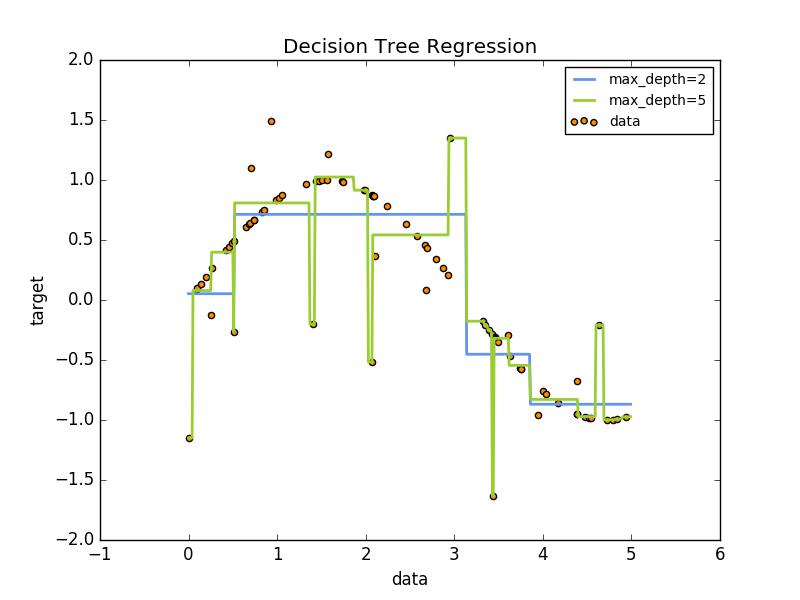 Decision Tree Regression
max_depth=2
max_depth=5
data
2.0
1.5
1.0
0.5
0.0
−0.5
−1.0
−1.5
−2.0
target
−1 0 1 2 3 4 5 6
data